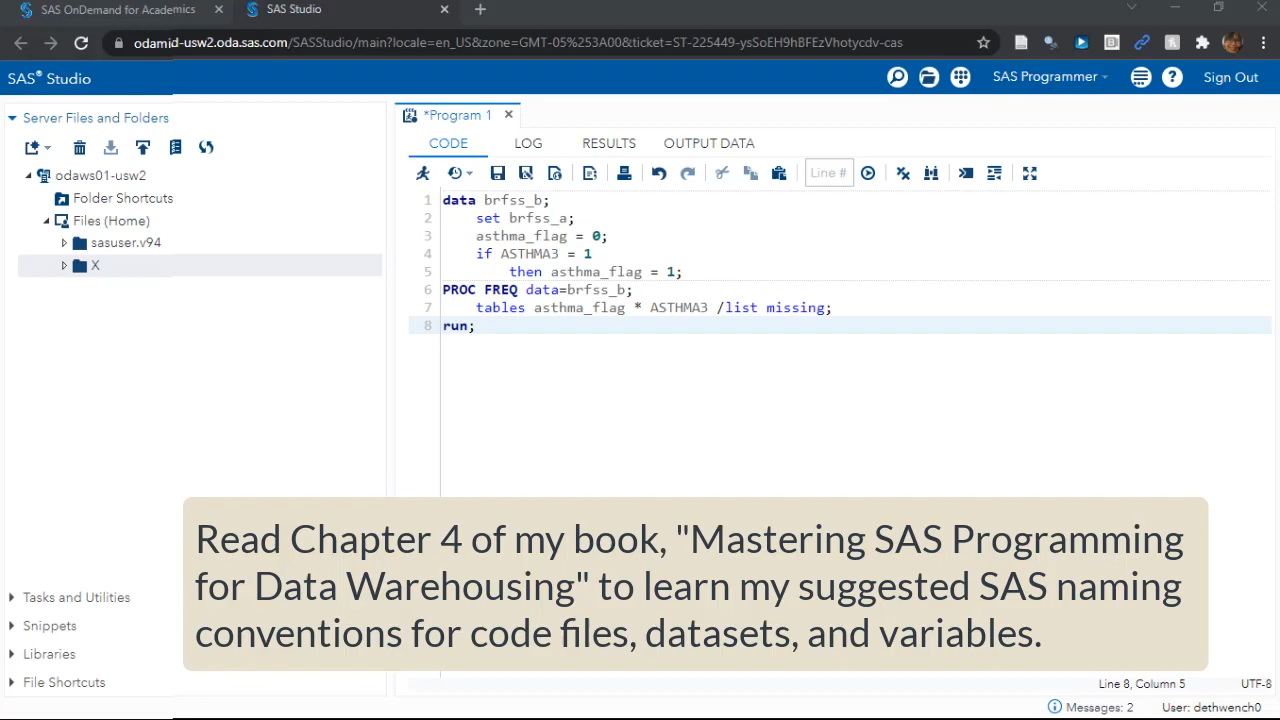 SAS OnDemand for Academics
SAS Studio
odamid-usw2.oda.sas.com/SASStudio/main?locale=en_US&zone=GMT-05%253A00&ticket=ST-225449-ysSoEH9hBFEzVhotycdv-cas
SAS® Studio
SAS Programmer
Sign Out
Server Files and Folders
odaws01-usw2
Folder Shortcuts
Files (Home)
sasuser.v94
X
Tasks and Utilities
Snippets
Libraries
File Shortcuts
*Program 1
CODE LOG RESULTS OUTPUT DATA
Line #
1 data brfss_b;
2 set brfss_a;
3 asthma_flag = 0;
4 if ASTHMA3 = 1
5 then asthma_flag = 1;
6 PROC FREQ data=brfss_b;
7 tables asthma_flag * ASTHMA3 /list missing;
8 run;
Read Chapter 4 of my book, "Mastering SAS Programming
for Data Warehousing" to learn my suggested SAS naming
conventions for code files, datasets, and variables.
Line 8, Column 5 UTF-8
Messages: 2 User: dethwench0